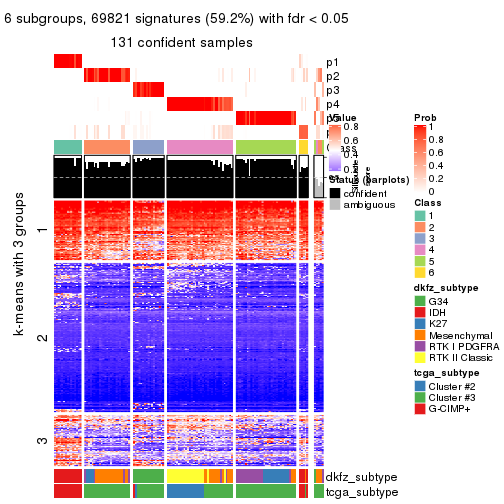 6 subgroups, 69821 signatures (59.2%) with fdr < 0.05
131 confident samples
p1
p2
p3
p4
p5
Value
0.8
0.6
0.4
0.2
0
Class
Silhouette
score
Status (barplots)
confident
ambiguous
Prob
1
0.8
0.6
0.4
0.2
0
Class
1
2
3
4
5
6
dkfz_subtype
G34
IDH
K27
Mesenchymal
RTK I PDGFRA
RTK II Classic
tcga_subtype
Cluster #2
Cluster #3
G-CIMP+
k-means with 3 groups
1
2
3
dkfz_subtype
tcga_subtype